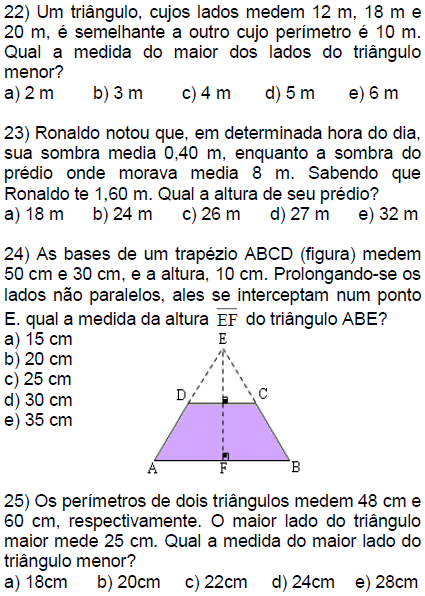 22) Um triângulo, cujos lados medem 12 m, 18 m e
20 m, é semelhante a outro cujo perímetro é 10 m.
Qual a medida do maior dos lados do triângulo
menor?
a) 2 m b) 3 m c) 4 m d) 5 m e) 6 m
23) Ronaldo notou que, em determinada hora do dia,
sua sombra media 0,40 m, enquanto a sombra do
prédio onde morava media 8 m. Sabendo que
Ronaldo te 1,60 m. Qual a altura de seu prédio?
a) 18 m b) 24 m c) 26 m d) 27 m e) 32 m
24) As bases de um trapézio ABCD (figura) medem
50 cm e 30 cm, e a altura, 10 cm. Prolongando-se os
lados não paralelos, ales se interceptam num ponto
E. qual a medida da altura EF do triângulo ABE?
a) 15 cm
b) 20 cm
c) 25 cm
d) 30 cm
e) 35 cm
E
D C
A F B
25) Os perímetros de dois triângulos medem 48 cm e
60 cm, respectivamente. O maior lado do triângulo
maior mede 25 cm. Qual a medida do maior lado do
triângulo menor?
a) 18cm b) 20cm c) 22cm d) 24cm e) 28cm